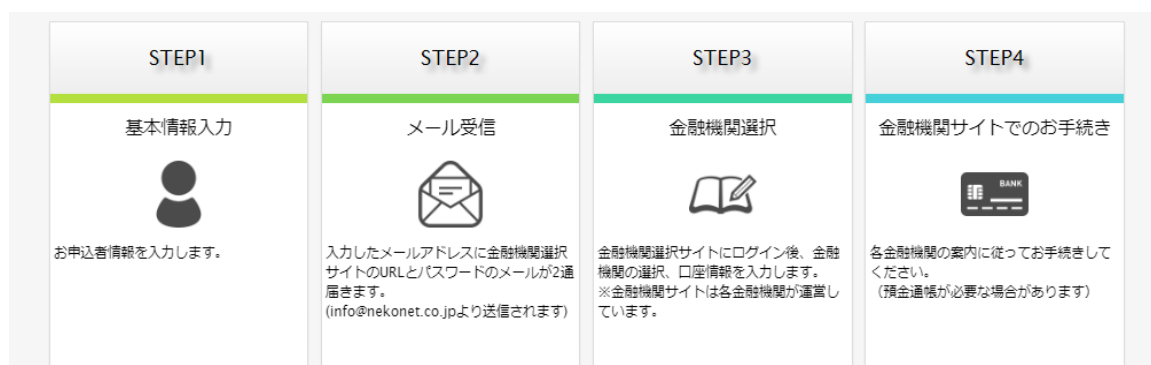 STEP1
基本情報入力
お申込者情報を入力します。
STEP2
メール受信
入力したメールアドレスに金融機関選択
サイトのURLとパスワードのメールが2通
届きます。
(info@nekonet.co.jpより送信されます)
STEP3
金融機関選択
金融機関選択サイトにログイン後、金融
機関の選択、口座情報を入力します。
※金融機関サイトは各金融機関が運営し
ています。
STEP4
金融機関サイトでのお手続き
BANK
各金融機関の案内に従ってお手続きして
ください。
（預金通帳が必要な場合があります）